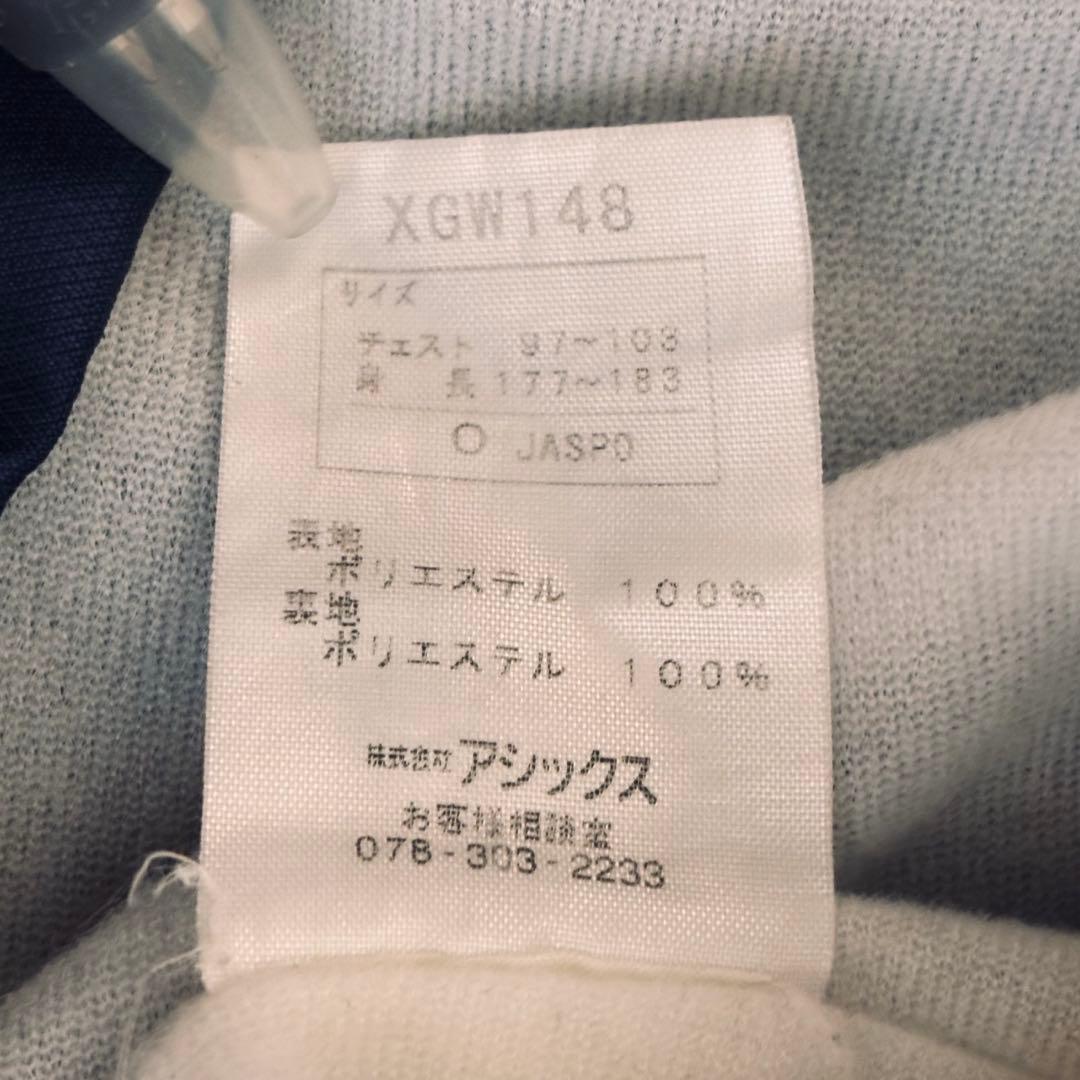 XGW148
サイズ
チェスト 97～103
身 長 177～183
O JASPO
表地
ポリエステル 100%
裏地
ポリエステル 100%
株式会社アシックス
お客様相談室
078-303-2233